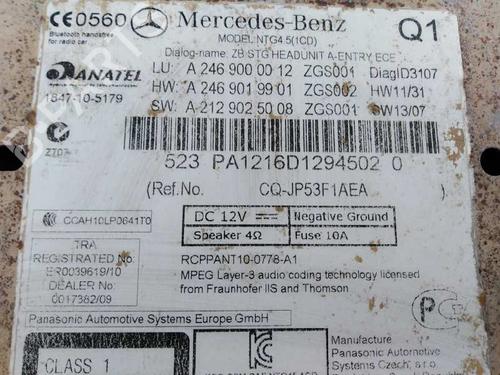 CE0560 Mercedes-Benz Q1
Bluetooth handsfree
for radio car
MODEL NTG4.5(1CD)
Dialog-name: ZB STG HEADUNIT A-ENTRY ECE
ANATEL
1847-10-5179
LU: A 246 900 00 12 ZGS001 DiagID3107
HW: A 246 901 99 01 ZGS002 HW11/31
SW: A 212 902 50 08 ZGS001 SW13/07
523 PA1216D1294502 0
(Ref.No. CQ-JP53F1AEA )
CCAH10LP0641T0
DC 12V Negative Ground
Speaker 4Ω Fuse 10A
TRA
REGISTERED No:
ER0039619/10
DEALER No:
0017382/09
RCPPANT10-0778-A1
MPEG Layer-3 audio coding technology licensed
from Fraunhofer IIS and Thomson
Panasonic Automotive Systems Europe GmbH
CLASS 1
Manufacture
Panasonic Automotive
Systems Czech, s.r.o.